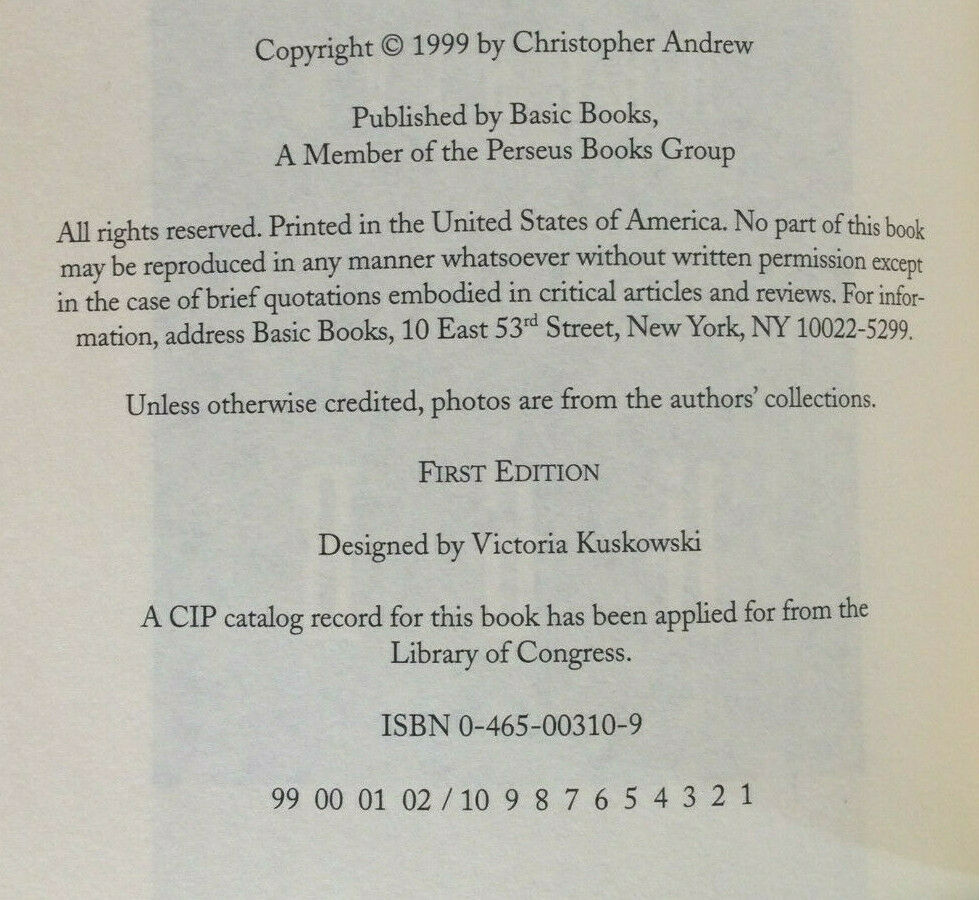 Copyright © 1999 by Christopher Andrew
Published by Basic Books,
A Member of the Perseus Books Group
All rights reserved. Printed in the United States of America. No part of this book
may be reproduced in any manner whatsoever without written permission except
in the case of brief quotations embodied in critical articles and reviews. For infor-
mation, address Basic Books, 10 East 53rd Street, New York, NY 10022-5299.
Unless otherwise credited, photos are from the authors' collections.
FIRST EDITION
Designed by Victoria Kuskowski
A CIP catalog record for this book has been applied for from the
Library of Congress.
ISBN 0-465-00310-9
99 00 01 02 / 10 9 8 7 6 5 4 3 2 1